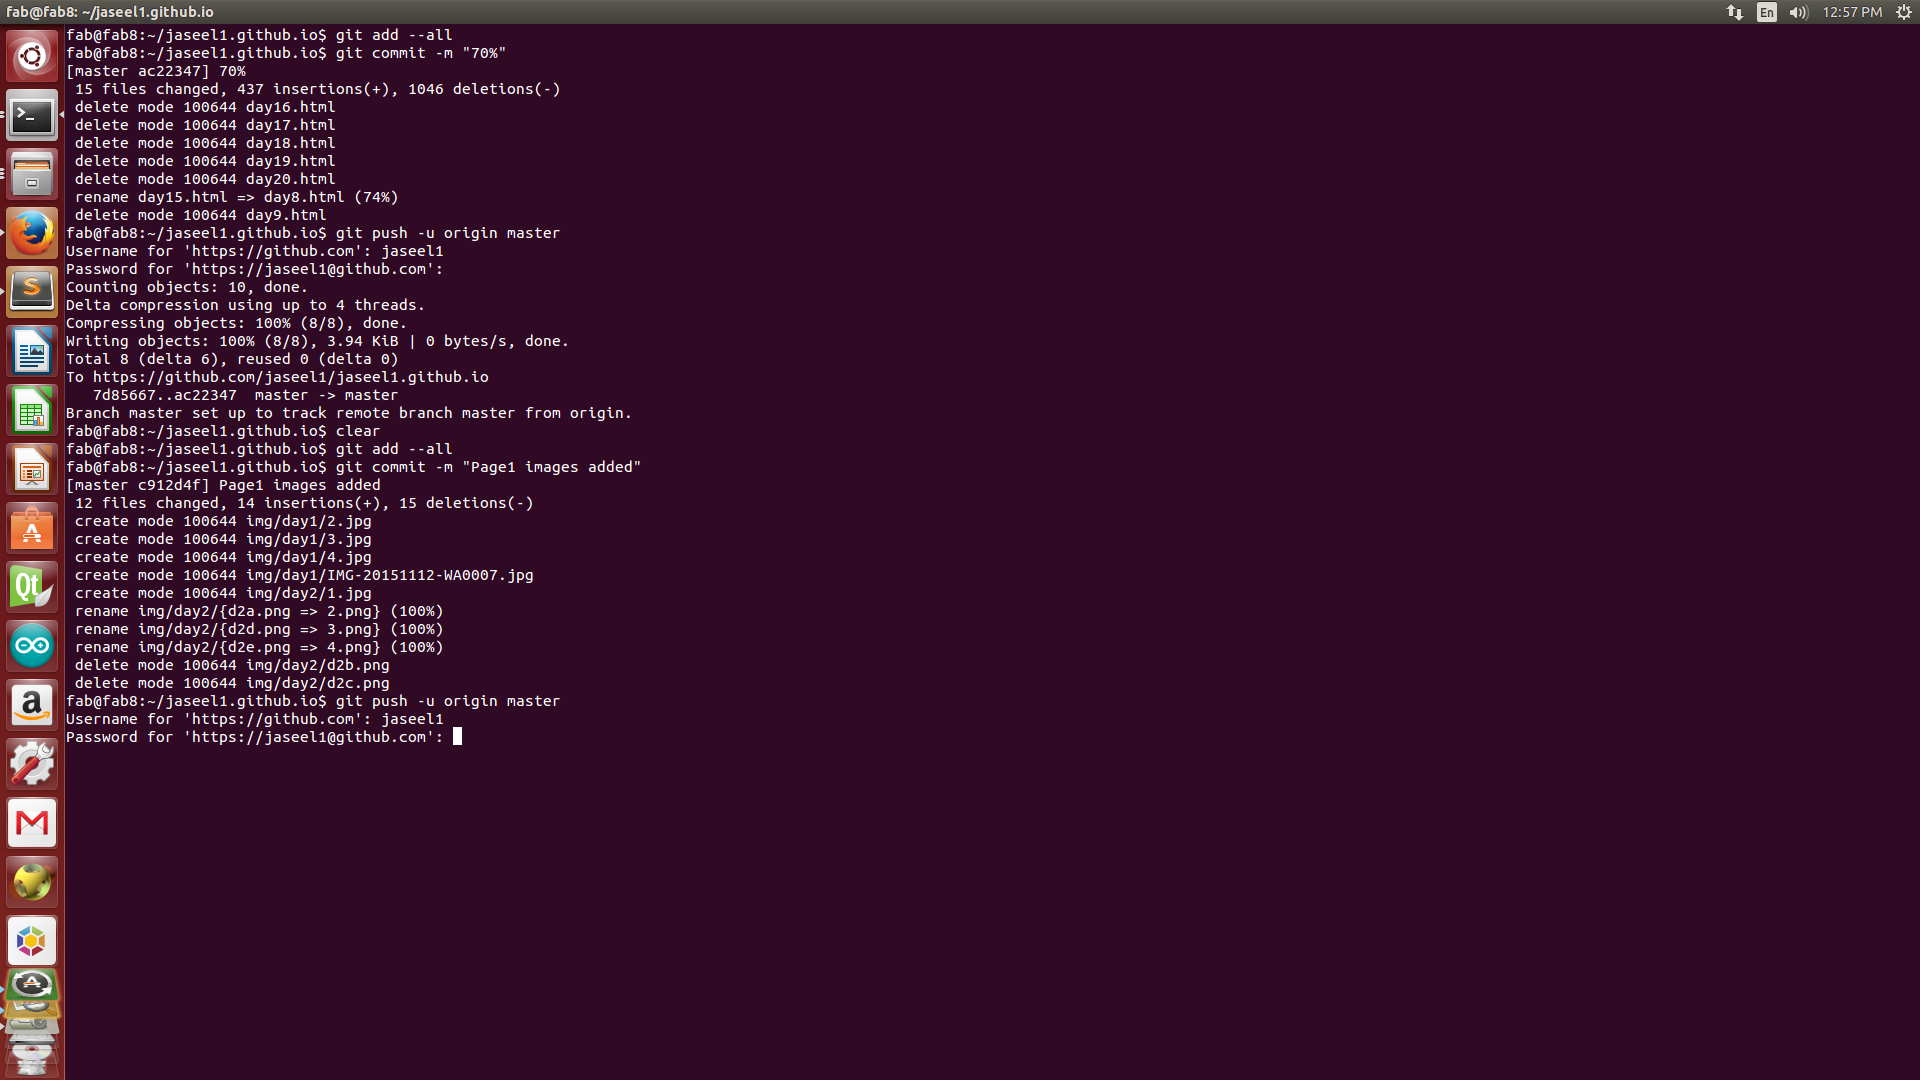 fab@fab8: ~/jaseel1.github.io
En
12:57 PM
fab@fab8:~/jaseel1.github.io$ git add --all
fab@fab8:~/jaseel1.github.io$ git commit -m "70%"
[master ac22347] 70%
 15 files changed, 437 insertions(+), 1046 deletions(-)
 delete mode 100644 day16.html
 delete mode 100644 day17.html
 delete mode 100644 day18.html
 delete mode 100644 day19.html
 delete mode 100644 day20.html
 rename day15.html => day8.html (74%)
 delete mode 100644 day9.html
fab@fab8:~/jaseel1.github.io$ git push -u origin master
Username for 'https://github.com': jaseel1
Password for 'https://jaseel1@github.com':
Counting objects: 10, done.
Delta compression using up to 4 threads.
Compressing objects: 100% (8/8), done.
Writing objects: 100% (8/8), 3.94 KiB | 0 bytes/s, done.
Total 8 (delta 6), reused 0 (delta 0)
To https://github.com/jaseel1/jaseel1.github.io
   7d85667..ac22347  master -> master
Branch master set up to track remote branch master from origin.
fab@fab8:~/jaseel1.github.io$ clear
fab@fab8:~/jaseel1.github.io$ git add --all
fab@fab8:~/jaseel1.github.io$ git commit -m "Page1 images added"
[master c912d4f] Page1 images added
 12 files changed, 14 insertions(+), 15 deletions(-)
 create mode 100644 img/day1/2.jpg
 create mode 100644 img/day1/3.jpg
 create mode 100644 img/day1/4.jpg
 create mode 100644 img/day1/IMG-20151112-WA0007.jpg
 create mode 100644 img/day2/1.jpg
 rename img/day2/{d2a.png => 2.png} (100%)
 rename img/day2/{d2d.png => 3.png} (100%)
 rename img/day2/{d2e.png => 4.png} (100%)
 delete mode 100644 img/day2/d2b.png
 delete mode 100644 img/day2/d2c.png
fab@fab8:~/jaseel1.github.io$ git push -u origin master
Username for 'https://github.com': jaseel1
Password for 'https://jaseel1@github.com':